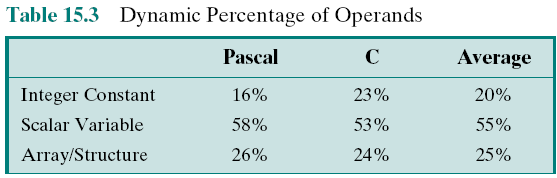 Table 15.3 Dynamic Percentage of Operands
Pascal C Average
Integer Constant 16% 23% 20%
Scalar Variable 58% 53% 55%
Array/Structure 26% 24% 25%